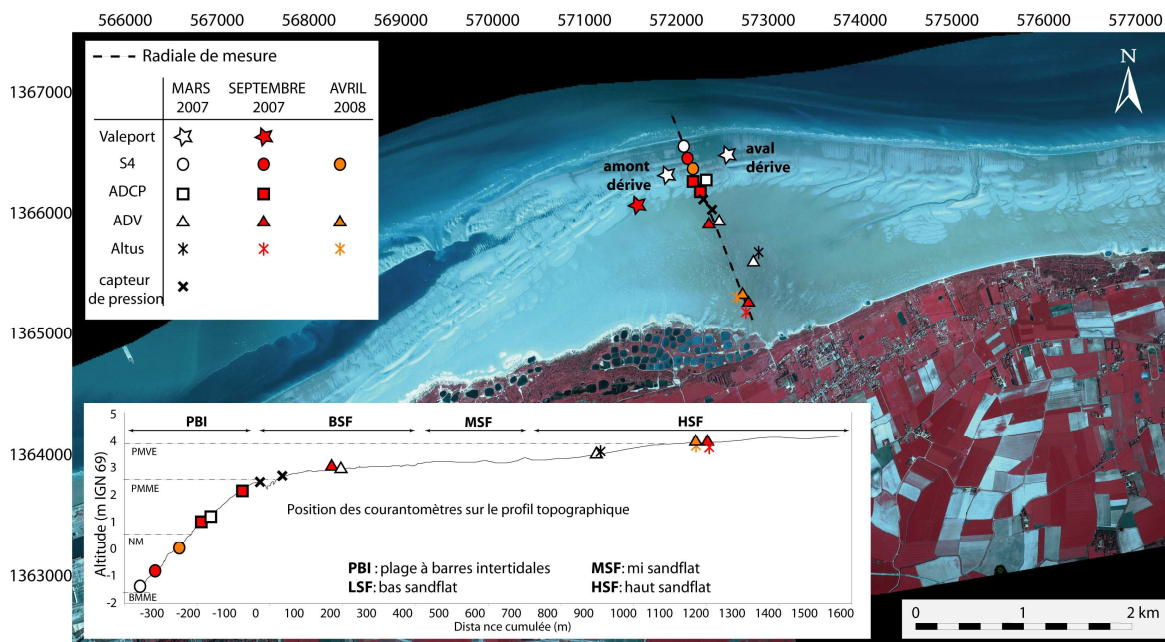 566000 567000 568000 569000 570000 571000 572000 573000 574000 575000 576000 577000
1367000
1366000
1365000
1364000
1363000
Radiale de mesure
MARS 2007
SEPTEMBRE 2007
AVRIL 2008
Valeport
S4
ADCP
ADV
Altus
capteur
de pression
amont
dérive
aval
dérive
N
PBI BSF MSF HSF
Altitude (m IGN 69)
5
4
3
2
1
0
-1
-2
PMVE
PMME
NM
BMME
Position des courantomètres sur le profil topographique
PBI : plage à barres intertidales
LSF: bas sandflat
MSF: mi sandflat
HSF: haut sandflat
-300 -200 -100 0 100 200 300 400 500 600 700 800 900 1000 1100 1200 1300 1400 1500 1600
Dista nce cumulée (m)
0 1 2 km